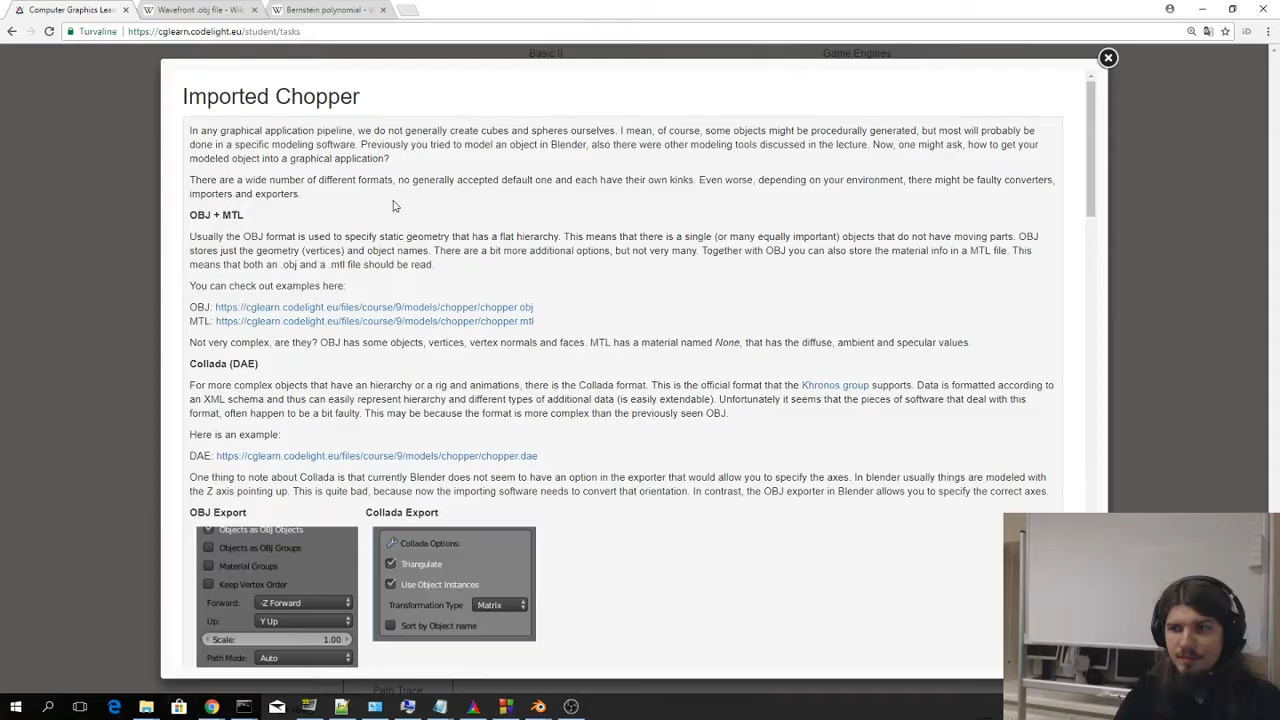 Computer Graphics Lear
Wavefront .obj file - Wiki
Bernstein polynomial - W
Turvaline
https://cglearn.codelight.eu/student/tasks
Basic II
Game Engines
Imported Chopper
In any graphical application pipeline, we do not generally create cubes and spheres ourselves. I mean, of course, some objects might be procedurally generated, but most will probably be
done in a specific modeling software. Previously you tried to model an object in Blender, also there were other modeling tools discussed in the lecture. Now, one might ask, how to get your
modeled object into a graphical application?
There are a wide number of different formats, no generally accepted default one and each have their own kinks. Even worse, depending on your environment, there might be faulty converters,
importers and exporters.
OBJ + MTL
Usually the OBJ format is used to specify static geometry that has a flat hierarchy. This means that there is a single (or many equally important) objects that do not have moving parts. OBJ
stores just the geometry (vertices) and object names. There are a bit more additional options, but not very many. Together with OBJ you can also store the material info in a MTL file. This
means that both an .obj and a .mtl file should be read.
You can check out examples here:
OBJ: https://cglearn.codelight.eu/files/course/9/models/chopper/chopper.obj
MTL: https://cglearn.codelight.eu/files/course/9/models/chopper/chopper.mtl
Not very complex, are they? OBJ has some objects, vertices, vertex normals and faces. MTL has a material named None, that has the diffuse, ambient and specular values.
Collada (DAE)
For more complex objects that have an hierarchy or a rig and animations, there is the Collada format. This is the official format that the Khronos group supports. Data is formatted according to
an XML schema and thus can easily represent hierarchy and different types of additional data (is easily extendable). Unfortunately it seems that the pieces of software that deal with this
format, often happen to be a bit faulty. This may be because the format is more complex than the previously seen OBJ.
Here is an example:
DAE: https://cglearn.codelight.eu/files/course/9/models/chopper/chopper.dae
One thing to note about Collada is that currently Blender does not seem to have an option in the exporter that would allow you to specify the axes. In blender usually things are modeled with
the Z axis pointing up. This is quite bad, because now the importing software needs to convert that orientation. In contrast, the OBJ exporter in Blender allows you to specify the correct axes.
OBJ Export
Collada Export
Objects as OBJ Objects
Objects as OBJ Groups
Material Groups
Keep Vertex Order
Forward: -Z Forward
Up: Y Up
Scale: 1.00
Path Mode: Auto
Collada Options:
Triangulate
Use Object Instances
Transformation Type Matrix
Sort by Object name
Path Trace